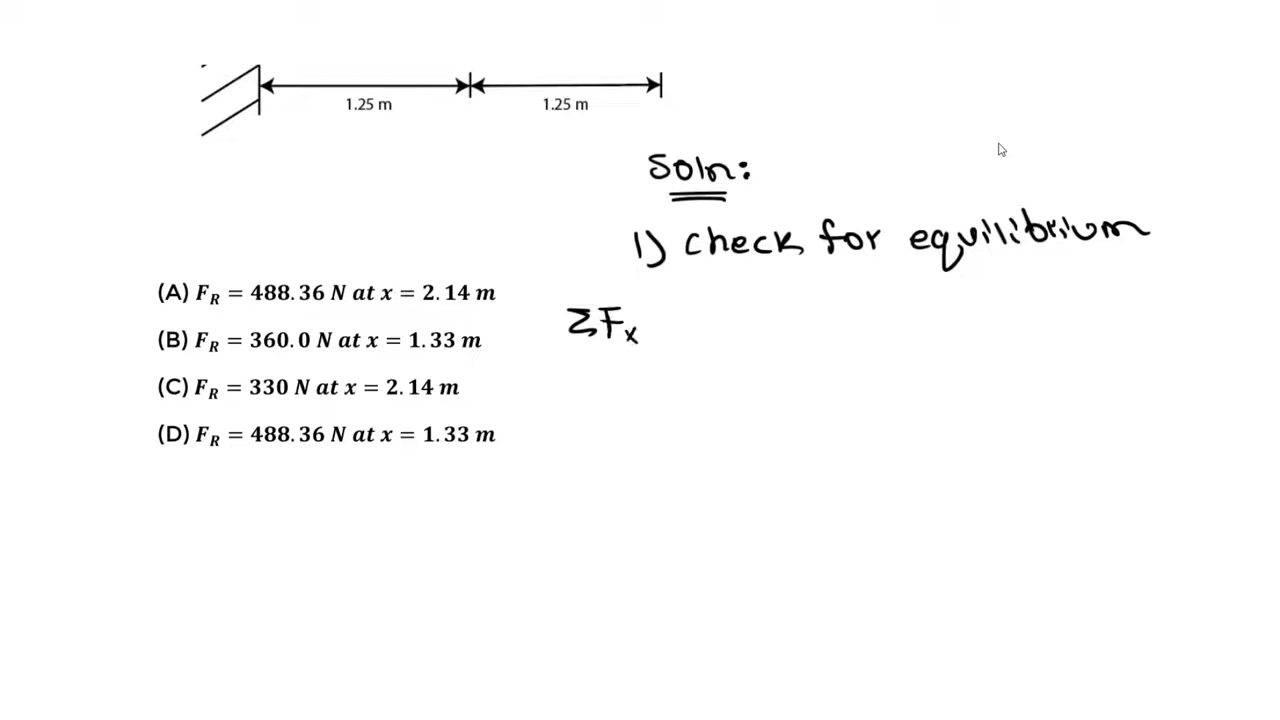 1.25 m 1.25 m
Soln:
1) check for equilibrium
(A) F_R = 488.36 N at x = 2.14 m
ΣF_x
(B) F_R = 360.0 N at x = 1.33 m
(C) F_R = 330 N at x = 2.14 m
(D) F_R = 488.36 N at x = 1.33 m